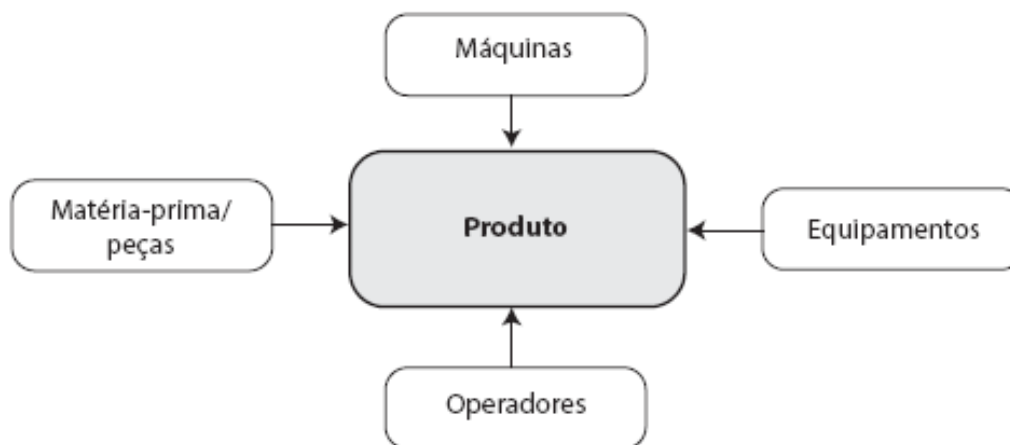 Máquinas
Matéria-prima/
peças
Produto
Equipamentos
Operadores